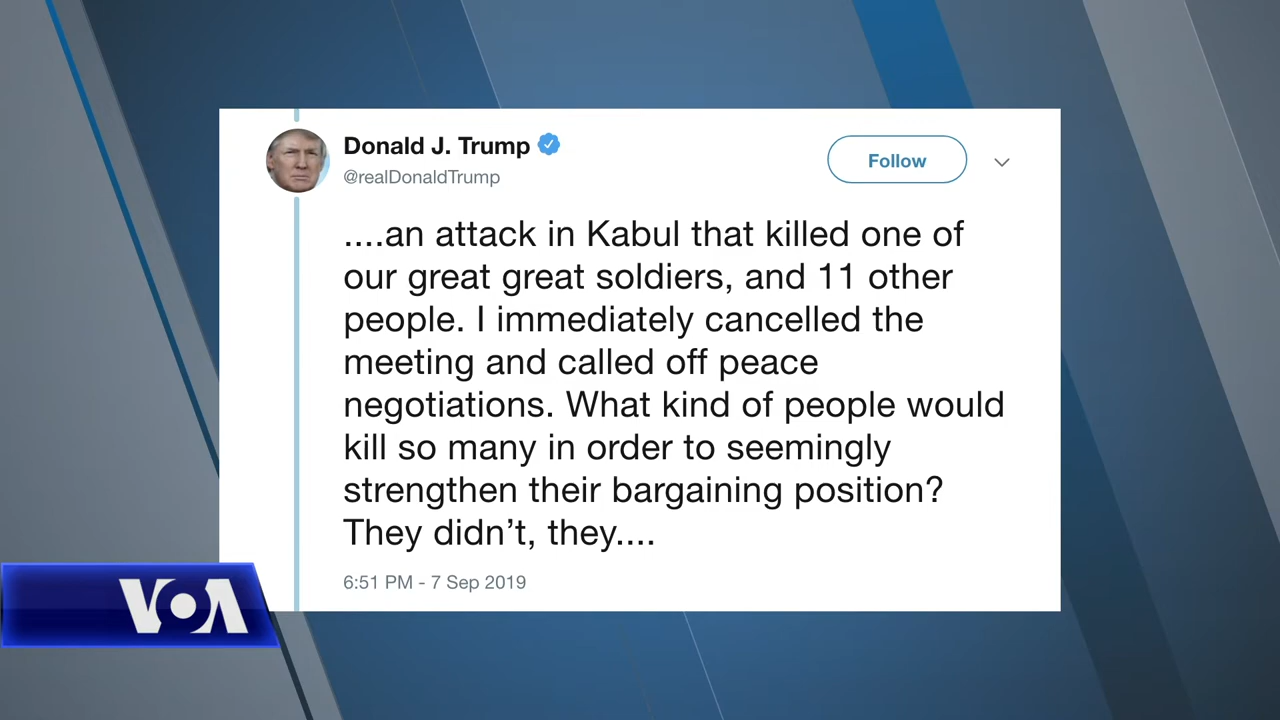 Donald J. Trump
@realDonaldTrump
Follow
....an attack in Kabul that killed one of
our great great soldiers, and 11 other
people. I immediately cancelled the
meeting and called off peace
negotiations. What kind of people would
kill so many in order to seemingly
strengthen their bargaining position?
They didn’t, they....
6:51 PM - 7 Sep 2019
VOA